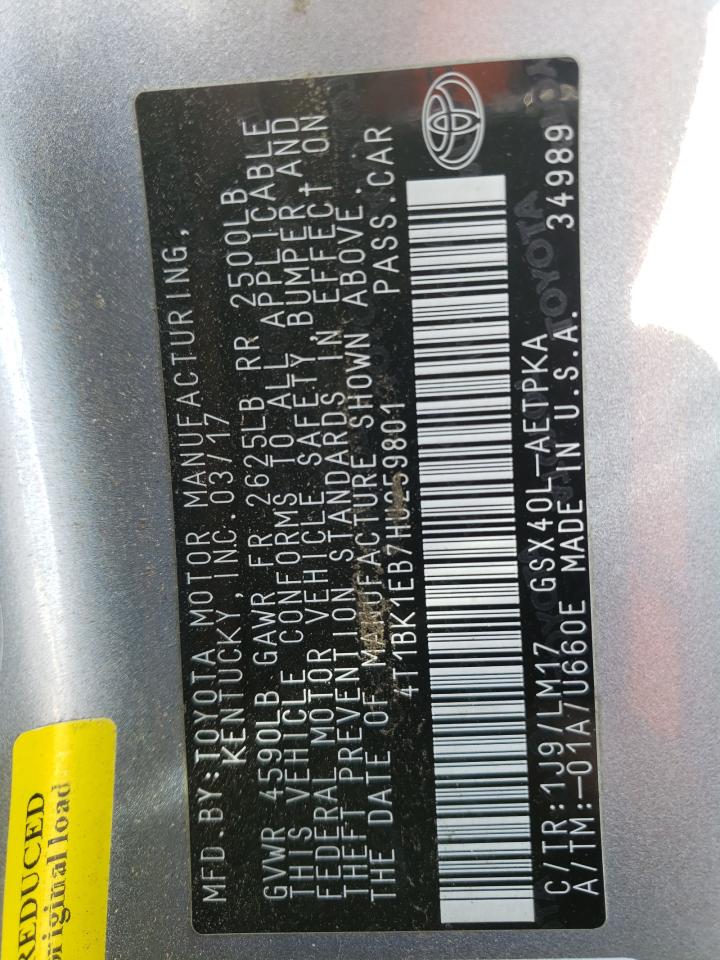 MFD.BY:TOYOTA MOTOR MANUFACTURING,
KENTUCKY, INC. 03/17
GVWR 4590LB GAWR FR 2625LB RR 2500LB
THIS VEHICLE CONFORMS TO ALL APPLICABLE
FEDERAL MOTOR VEHICLE SAFETY, BUMPER, AND
THEFT PREVENTION STANDARDS IN EFFECT ON
THE DATE OF MANUFACTURE SHOWN ABOVE.
4T1BK1EB7HU259801 PASS.CAR
C/TR:1J9/LM17 GSX40L-AETPKA
A/TM:-01A/U660E MADE IN U.S.A. 34989
TOYOTA
REDUCED
original load